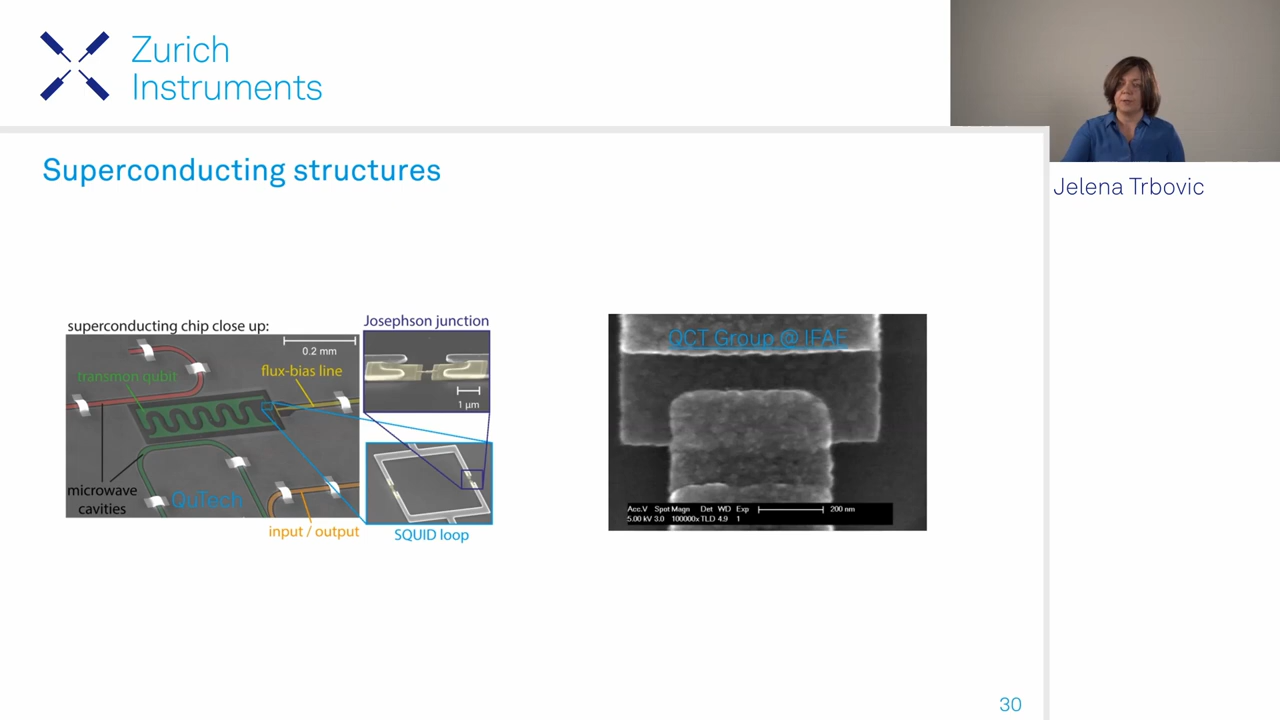 Zurich
Instruments
Superconducting structures
Jelena Trbovic
superconducting chip close up:
0.2 mm
transmon qubit
flux-bias line
microwave
cavities
QuTech
input / output
Josephson junction
1 µm
SQUID loop
QCT Group @ IFAE
Acc.V Spot Magn Det WD Exp 200 nm
5.00 kV 3.0 100000x TLD 4.9 1
30